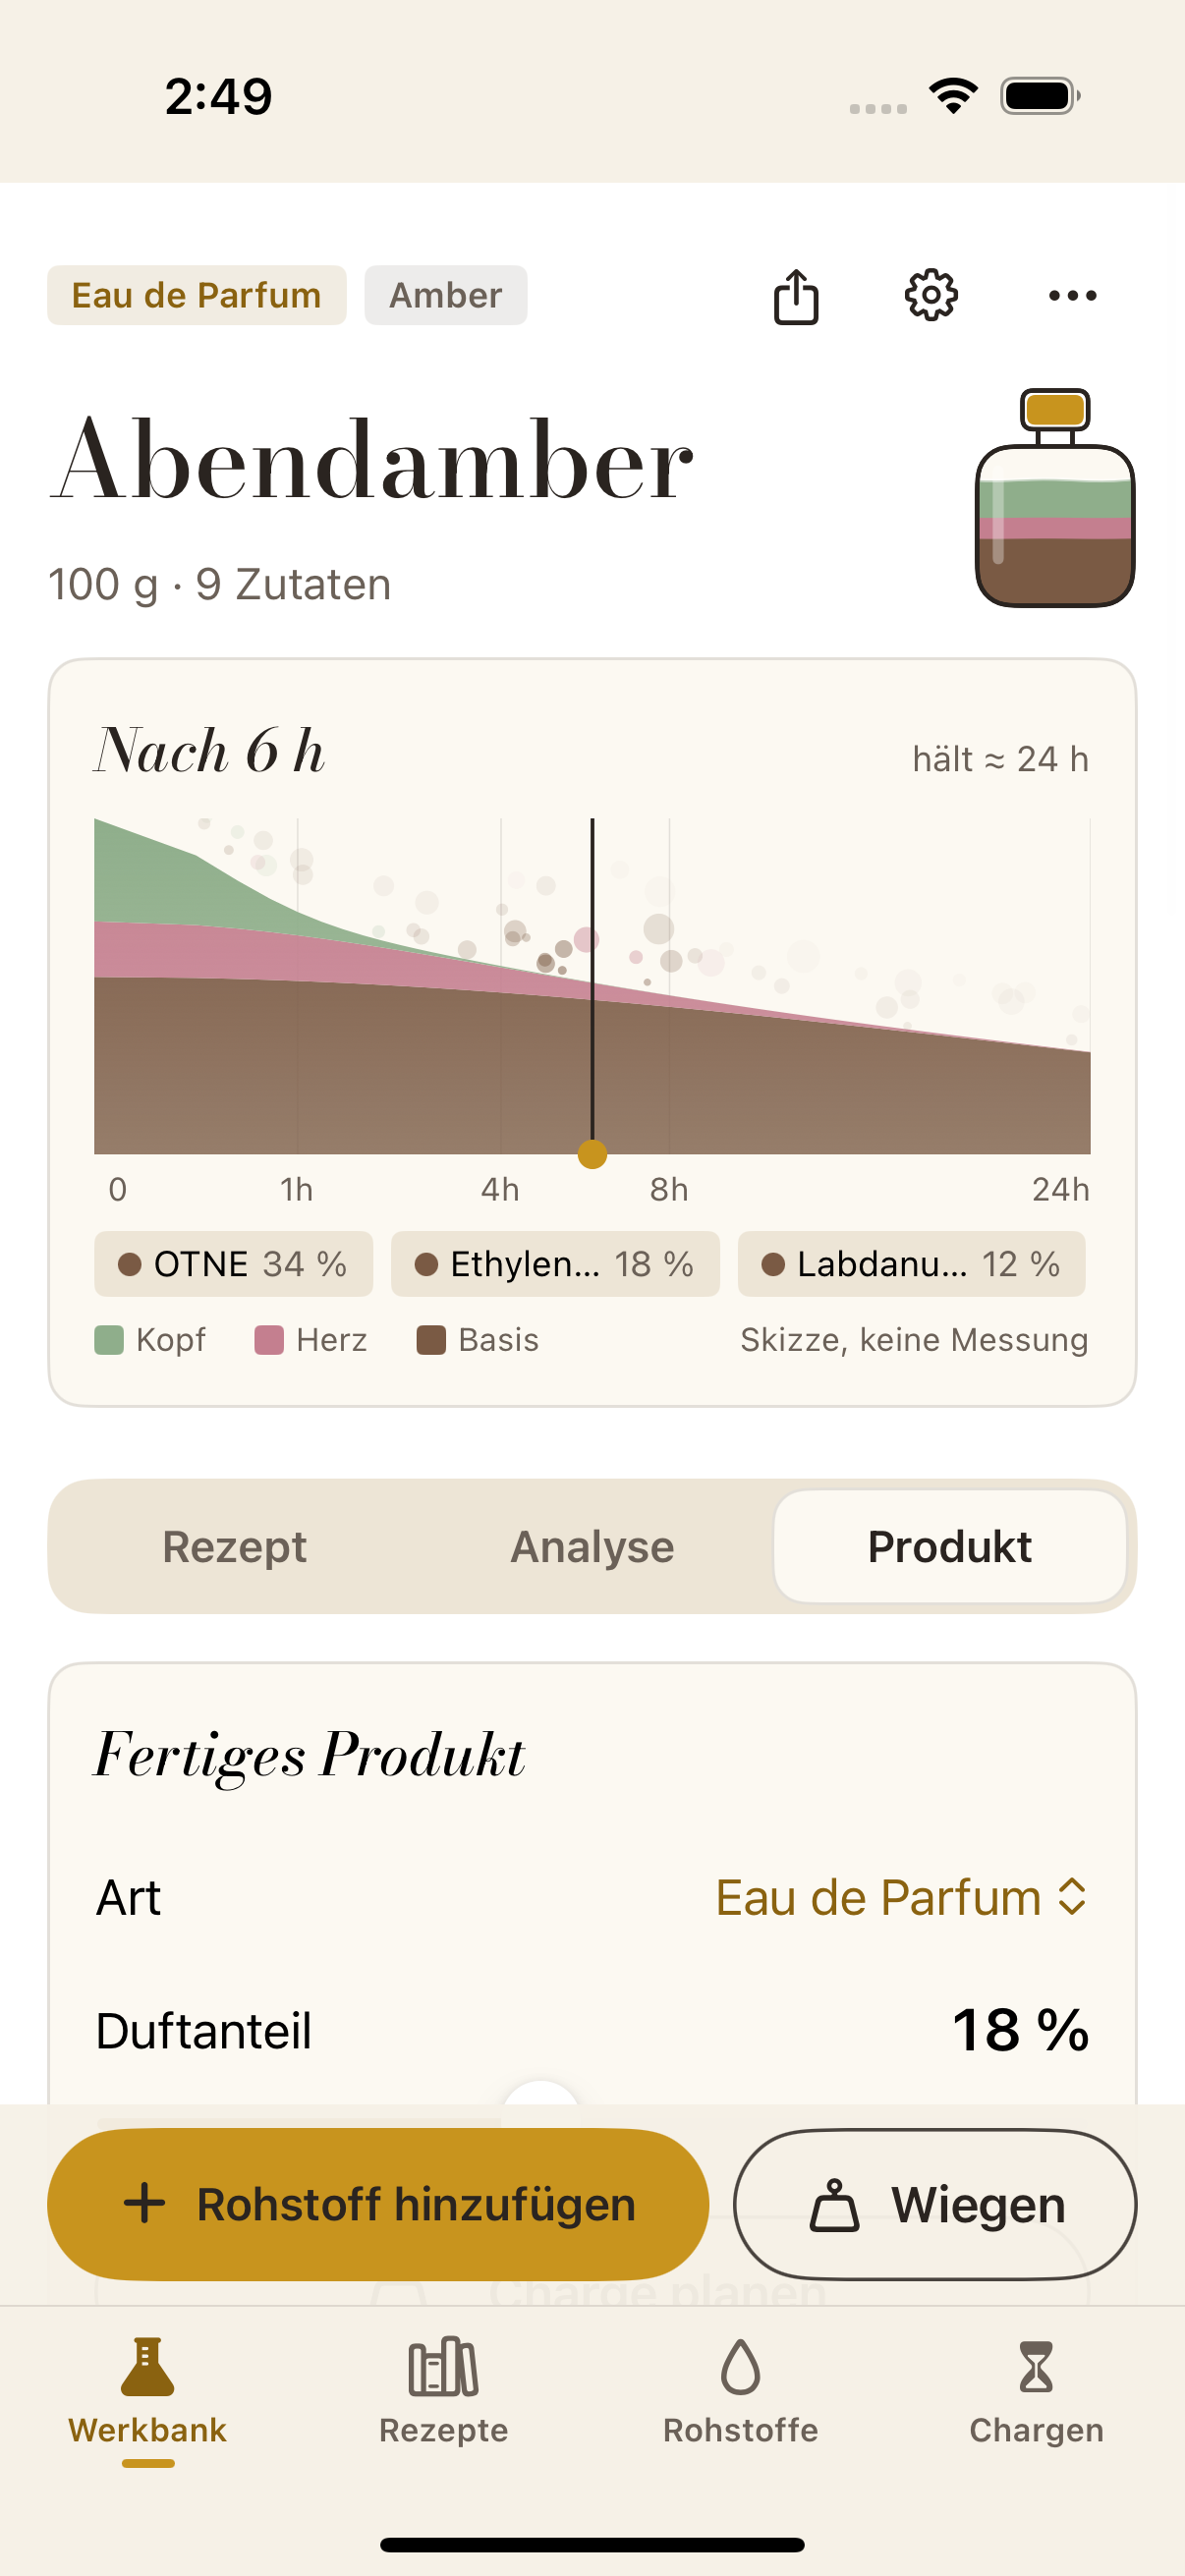 2:49
Eau de Parfum Amber
Abendamber
100 g · 9 Zutaten
Nach 6 h hält ≈ 24 h
0 1h 4h 8h 24h
OTNE 34 % Ethylen... 18 % Labdanu... 12 %
Kopf Herz Basis Skizze, keine Messung
Rezept Analyse Produkt
Fertiges Produkt
Art Eau de Parfum
Duftanteil 18 %
+ Rohstoff hinzufügen Wiegen
Charge planen
Werkbank Rezepte Rohstoffe Chargen